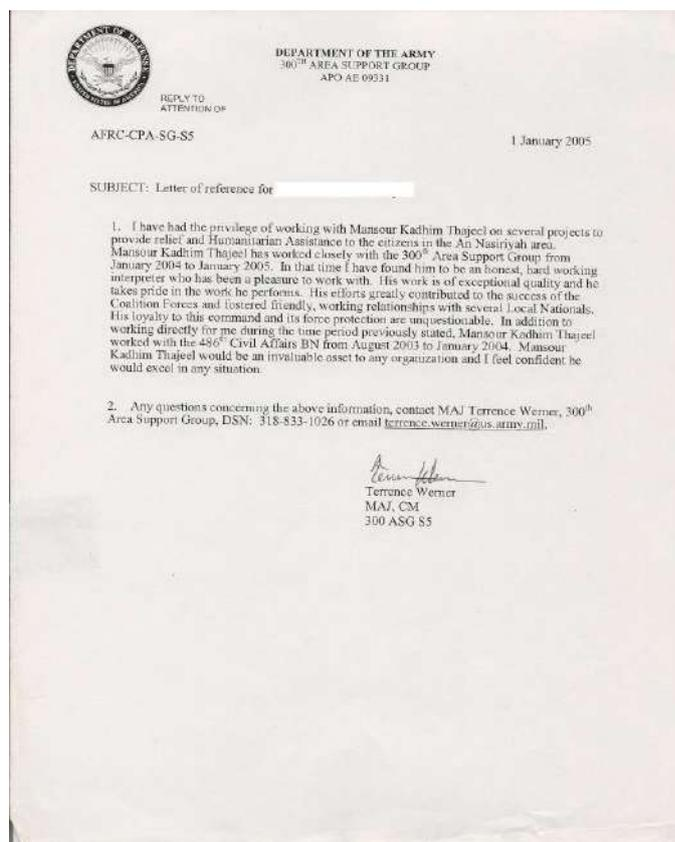 DEPARTMENT OF DEFENSE
UNITED STATES OF AMERICA
DEPARTMENT OF THE ARMY
300TH AREA SUPPORT GROUP
APO AE 09331
REPLY TO
ATTENTION OF
AFRC-CPA-SG-S5
1 January 2005
SUBJECT: Letter of reference for
1. I have had the privilege of working with Mansour Kadhim Thajeel on several projects to
provide relief and Humanitarian Assistance to the citizens in the An Nasiriyah area.
Mansour Kadhim Thajeel has worked closely with the 300th Area Support Group from
January 2004 to January 2005. In that time I have found him to be an honest, hard working
interpreter who has been a pleasure to work with. His work is of exceptional quality and he
takes pride in the work he performs. His efforts greatly contributed to the success of the
Coalition Forces and fostered friendly, working relationships with several Local Nationals.
His loyalty to this command and its force protection are unquestionable. In addition to
working directly for me during the time period previously stated, Mansour Kadhim Thajeel
worked with the 486th Civil Affairs BN from August 2003 to January 2004. Mansour
Kadhim Thajeel would be an invaluable asset to any organization and I feel confident he
would excel in any situation.
2. Any questions concerning the above information, contact MAJ Terrence Werner, 300th
Area Support Group, DSN: 318-833-1026 or email terrence.werner@us.army.mil.
Terrence Werner
MAJ, CM
300 ASG S5